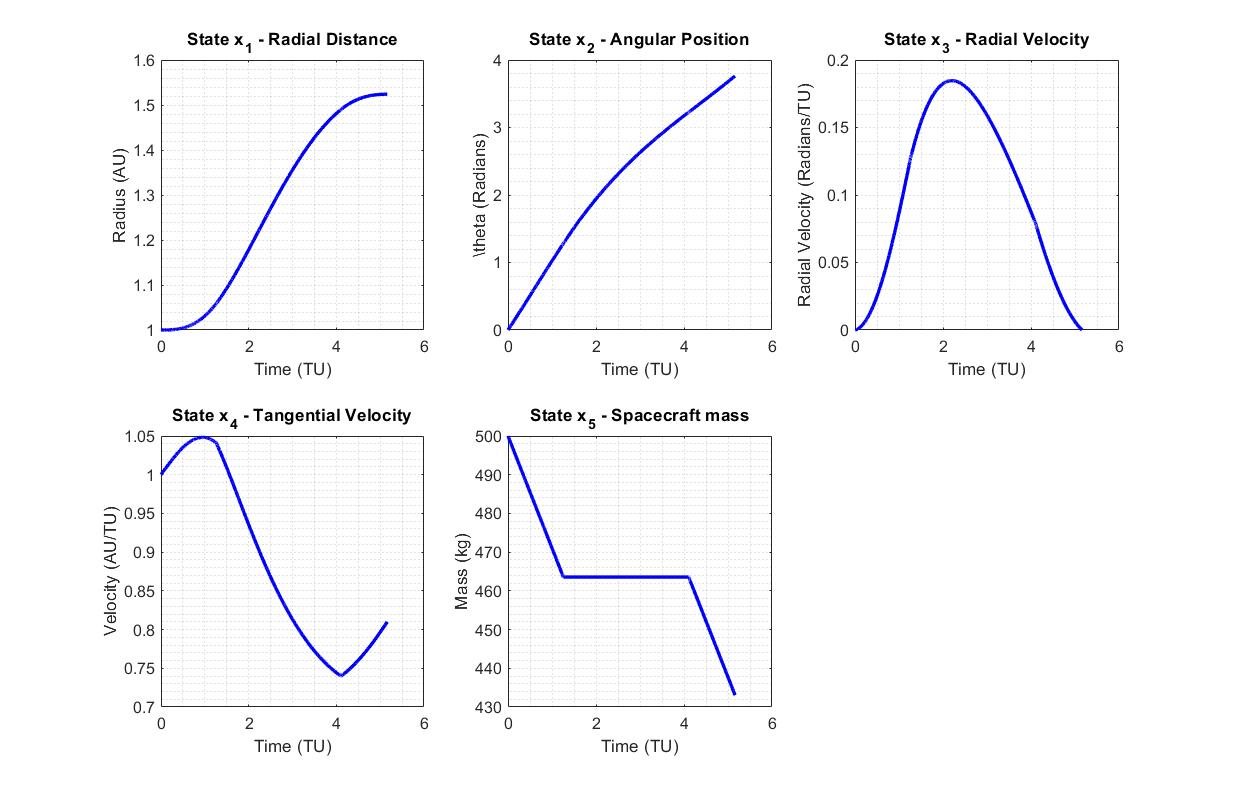 State x1 - Radial Distance
1.6
1.5
1.4
1.3
1.2
1.1
1
Radius (AU)
0 2 4 6
Time (TU)
State x2 - Angular Position
4
3
2
1
0
\theta (Radians)
0 2 4 6
Time (TU)
State x3 - Radial Velocity
0.2
0.15
0.1
0.05
0
Radial Velocity (Radians/TU)
0 2 4 6
Time (TU)
State x4 - Tangential Velocity
1.05
1
0.95
0.9
0.85
0.8
0.75
0.7
Velocity (AU/TU)
0 2 4 6
Time (TU)
State x5 - Spacecraft mass
500
490
480
470
460
450
440
430
Mass (kg)
0 2 4 6
Time (TU)